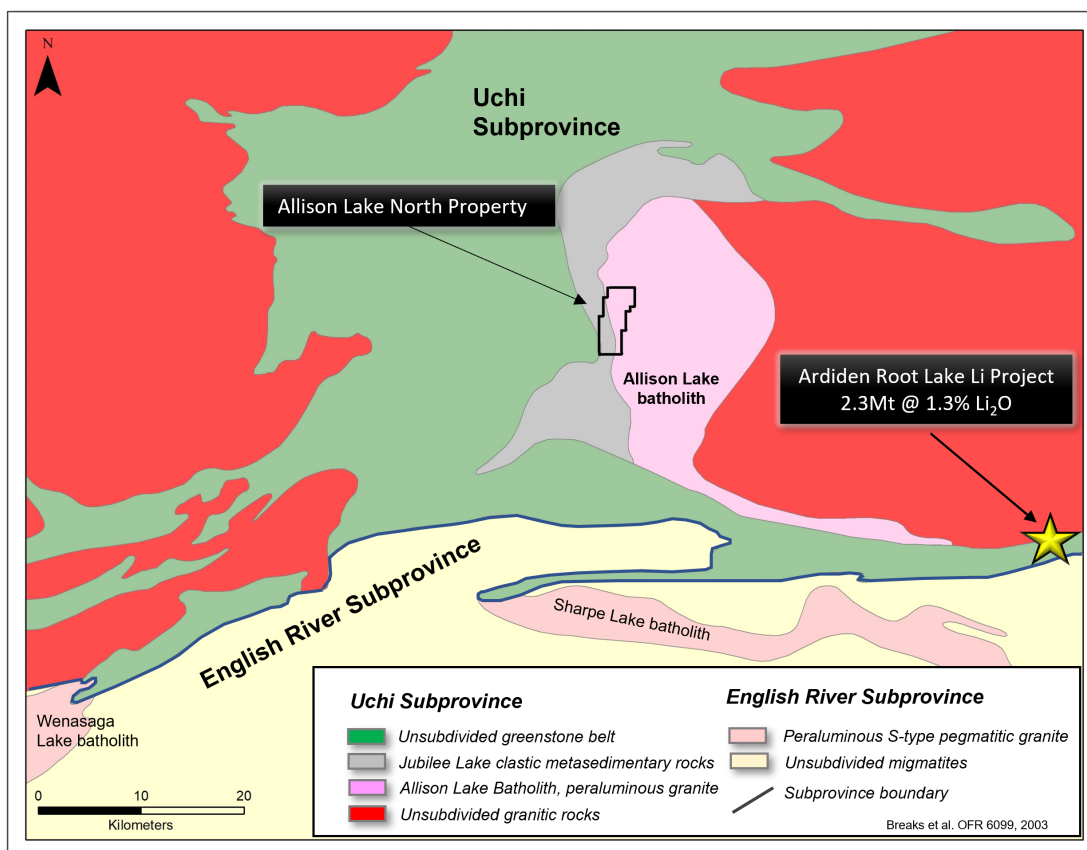 N
Uchi
Subprovince
Allison Lake North Property
Allison Lake
batholith
Ardiden Root Lake Li Project
2.3Mt @ 1.3% Li₂O
English River Subprovince
Sharpe Lake batholith
Wenasaga
Lake batholith
0 10 20
Kilometers
Uchi Subprovince
Unsubdivided greenstone belt
Jubilee Lake clastic metasedimentary rocks
Allison Lake Batholith, peraluminous granite
Unsubdivided granitic rocks
English River Subprovince
Peraluminous S-type pegmatitic granite
Unsubdivided migmatites
Subprovince boundary
Breaks et al. OFR 6099, 2003